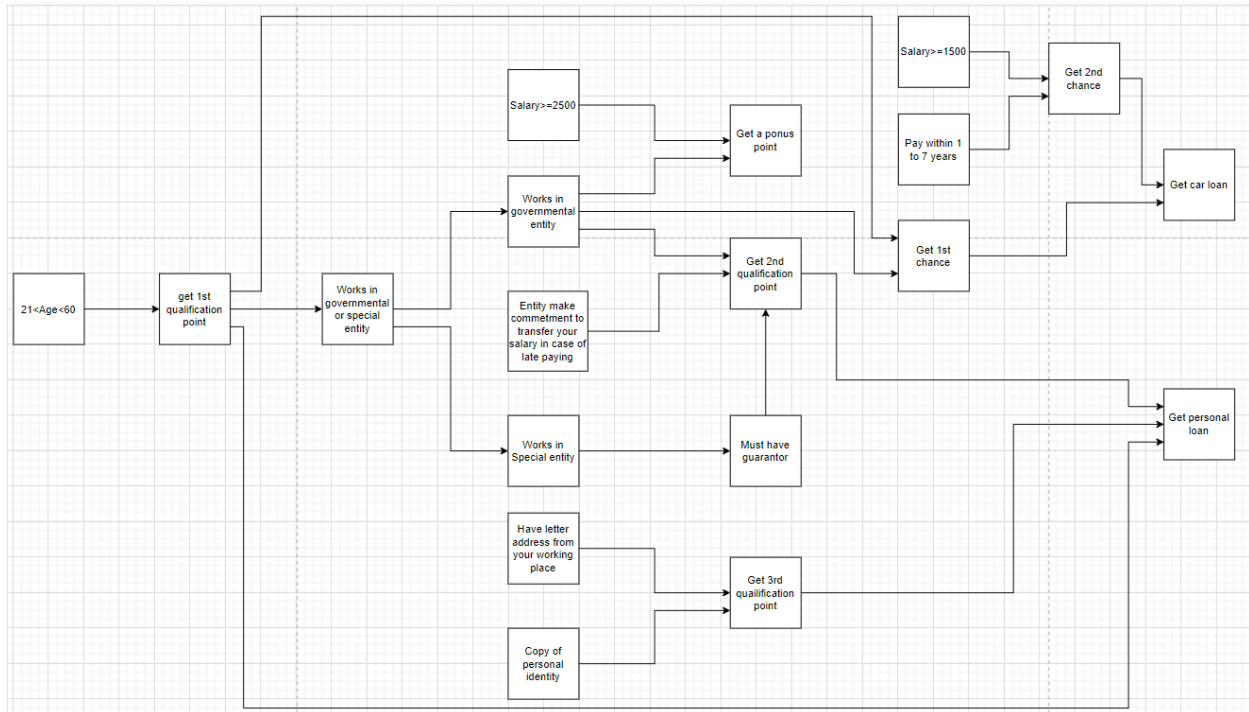 Salary>=1500
Get 2nd
chance
Salary>=2500
Get a ponus
point
Pay within 1
to 7 years
Get car loan
Works in
governmental
entity
Get 1st
chance
Get 2nd
qualification
point
21<Age<60
get 1st
qualification
point
Works in
governmental
or special
entity
Entity make
commitment to
transfer your
salary in case of
late paying
Get personal
loan
Works in
Special entity
Must have
guarantor
Have letter
address from
your working
place
Get 3rd
quailification
point
Copy of
personal
identity